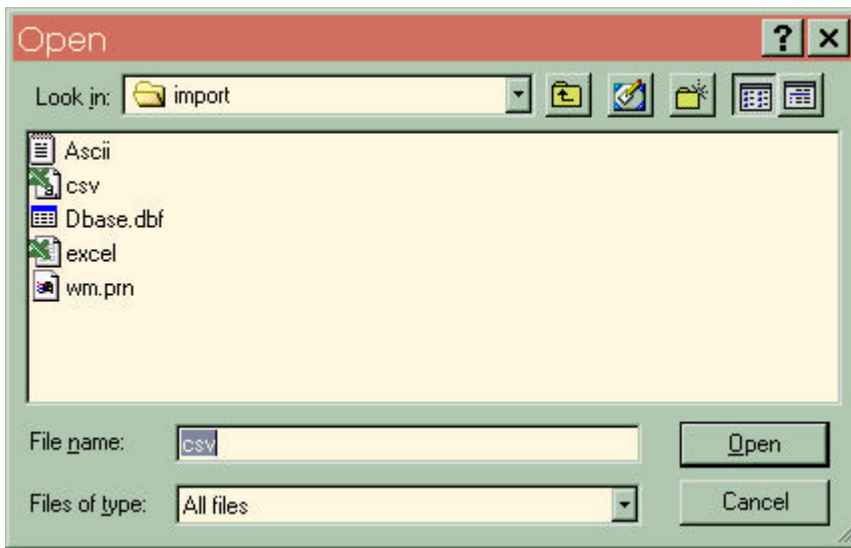 Open
Look in: import
Ascii
csv
Dbase.dbf
excel
wm.prn
File name: csv Open
Files of type: All files Cancel